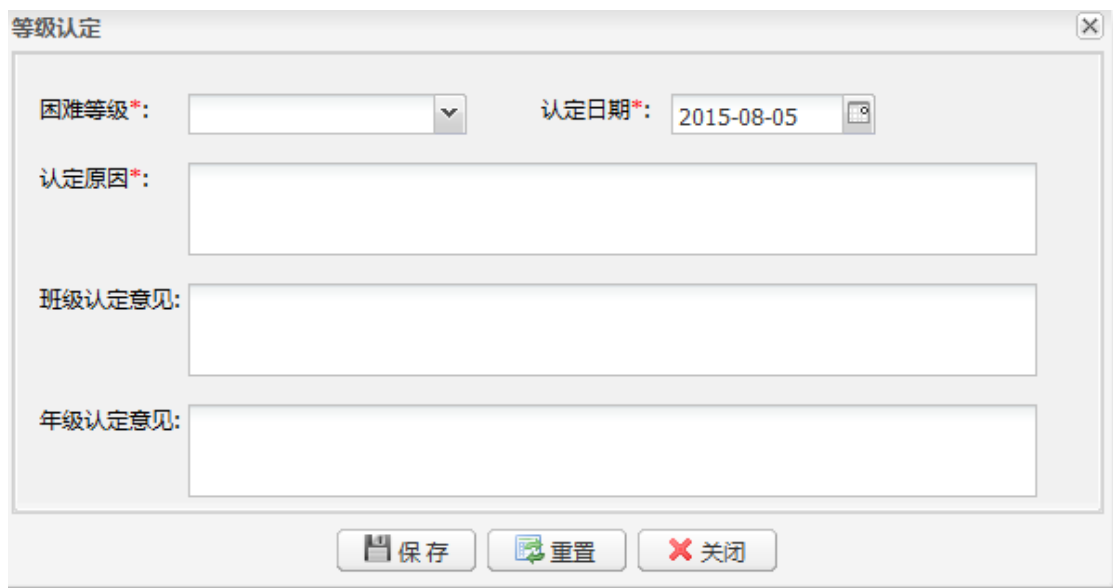 等级认定
困难等级*: 认定日期*: 2015-08-05
认定原因*:
班级认定意见:
年级认定意见:
保存 重置 关闭